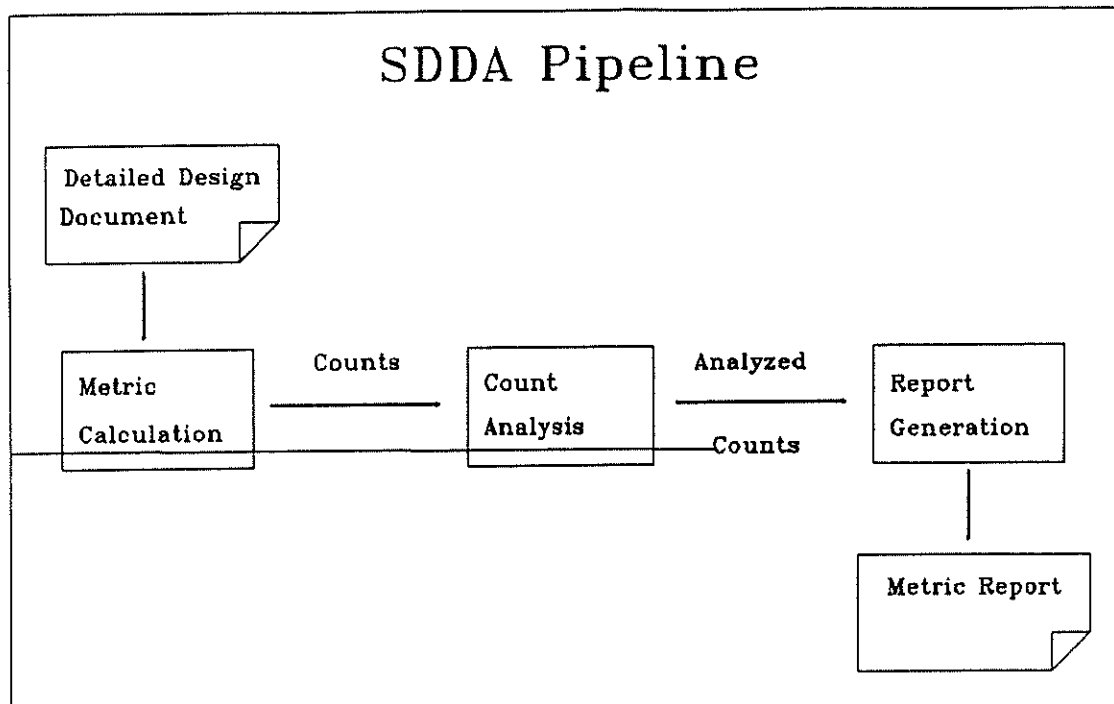 SDDA Pipeline
Detailed Design
Document
Metric
Calculation
Counts
Count
Analysis
Analyzed
Counts
Report
Generation
Metric Report